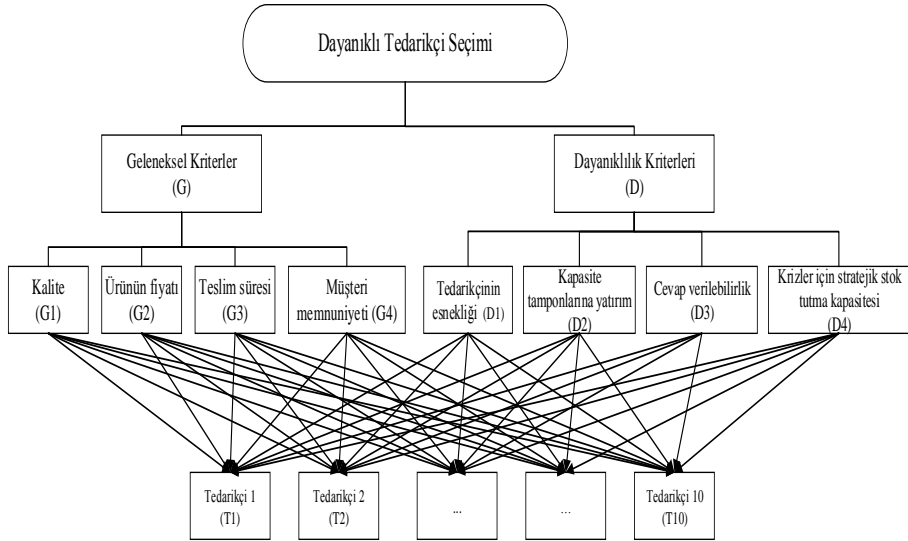 Dayanıklı Tedarikçi Seçimi
Geleneksel Kriterler
(G)
Dayanıklılık Kriterleri
(D)
Kalite
(G1)
Ürünün fiyatı
(G2)
Teslim süresi
(G3)
Müşteri
memnuniyeti (G4)
Tedarikçinin
esnekliği (D1)
Kapasite
tamponlarına yatırım
(D2)
Cevap verilebilirlik
(D3)
Krizler için stratejik stok
tutma kapasitesi
(D4)
Tedarikçi 1
(T1)
Tedarikçi 2
(T2)
...
...
Tedarikçi 10
(T10)